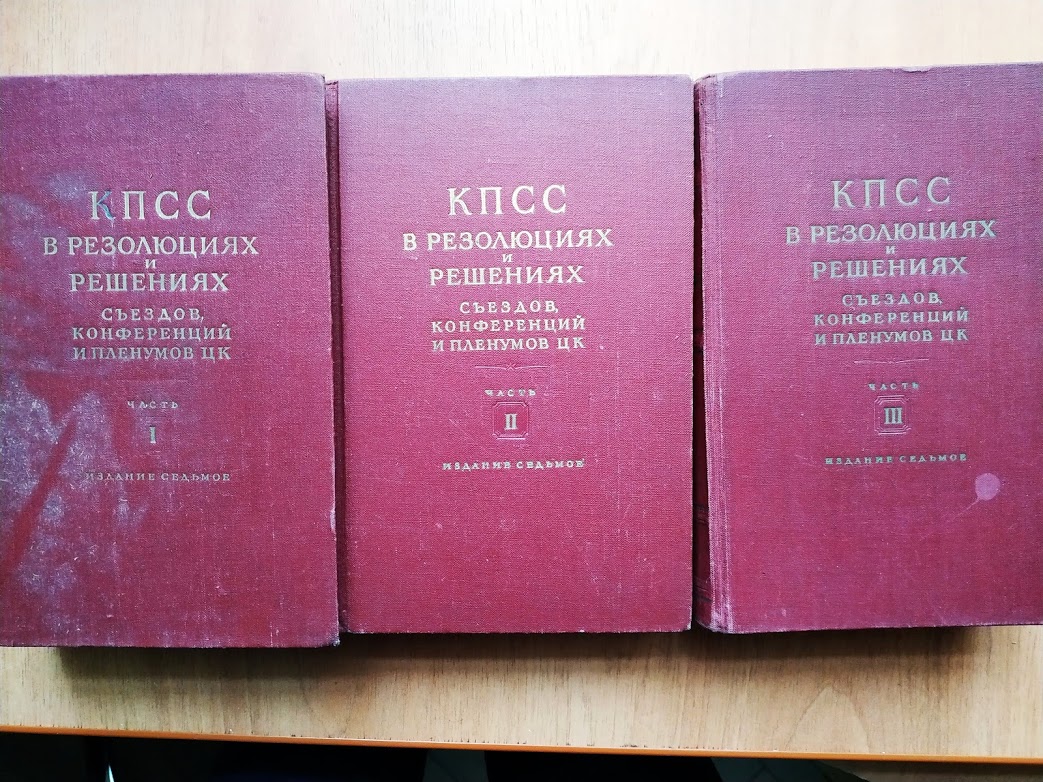 КПСС
В РЕЗОЛЮЦИЯХ
И
РЕШЕНИЯХ
СЪЕЗДОВ,
КОНФЕРЕНЦИЙ
И ПЛЕНУМОВ ЦК
ЧАСТЬ
I
ИЗДАНИЕ СЕДЬМОЕ
КПСС
В РЕЗОЛЮЦИЯХ
И
РЕШЕНИЯХ
СЪЕЗДОВ,
КОНФЕРЕНЦИЙ
И ПЛЕНУМОВ ЦК
ЧАСТЬ
II
ИЗДАНИЕ СЕДЬМОЕ
КПСС
В РЕЗОЛЮЦИЯХ
И
РЕШЕНИЯХ
СЪЕЗДОВ,
КОНФЕРЕНЦИЙ
И ПЛЕНУМОВ ЦК
ЧАСТЬ
III
ИЗДАНИЕ СЕДЬМОЕ